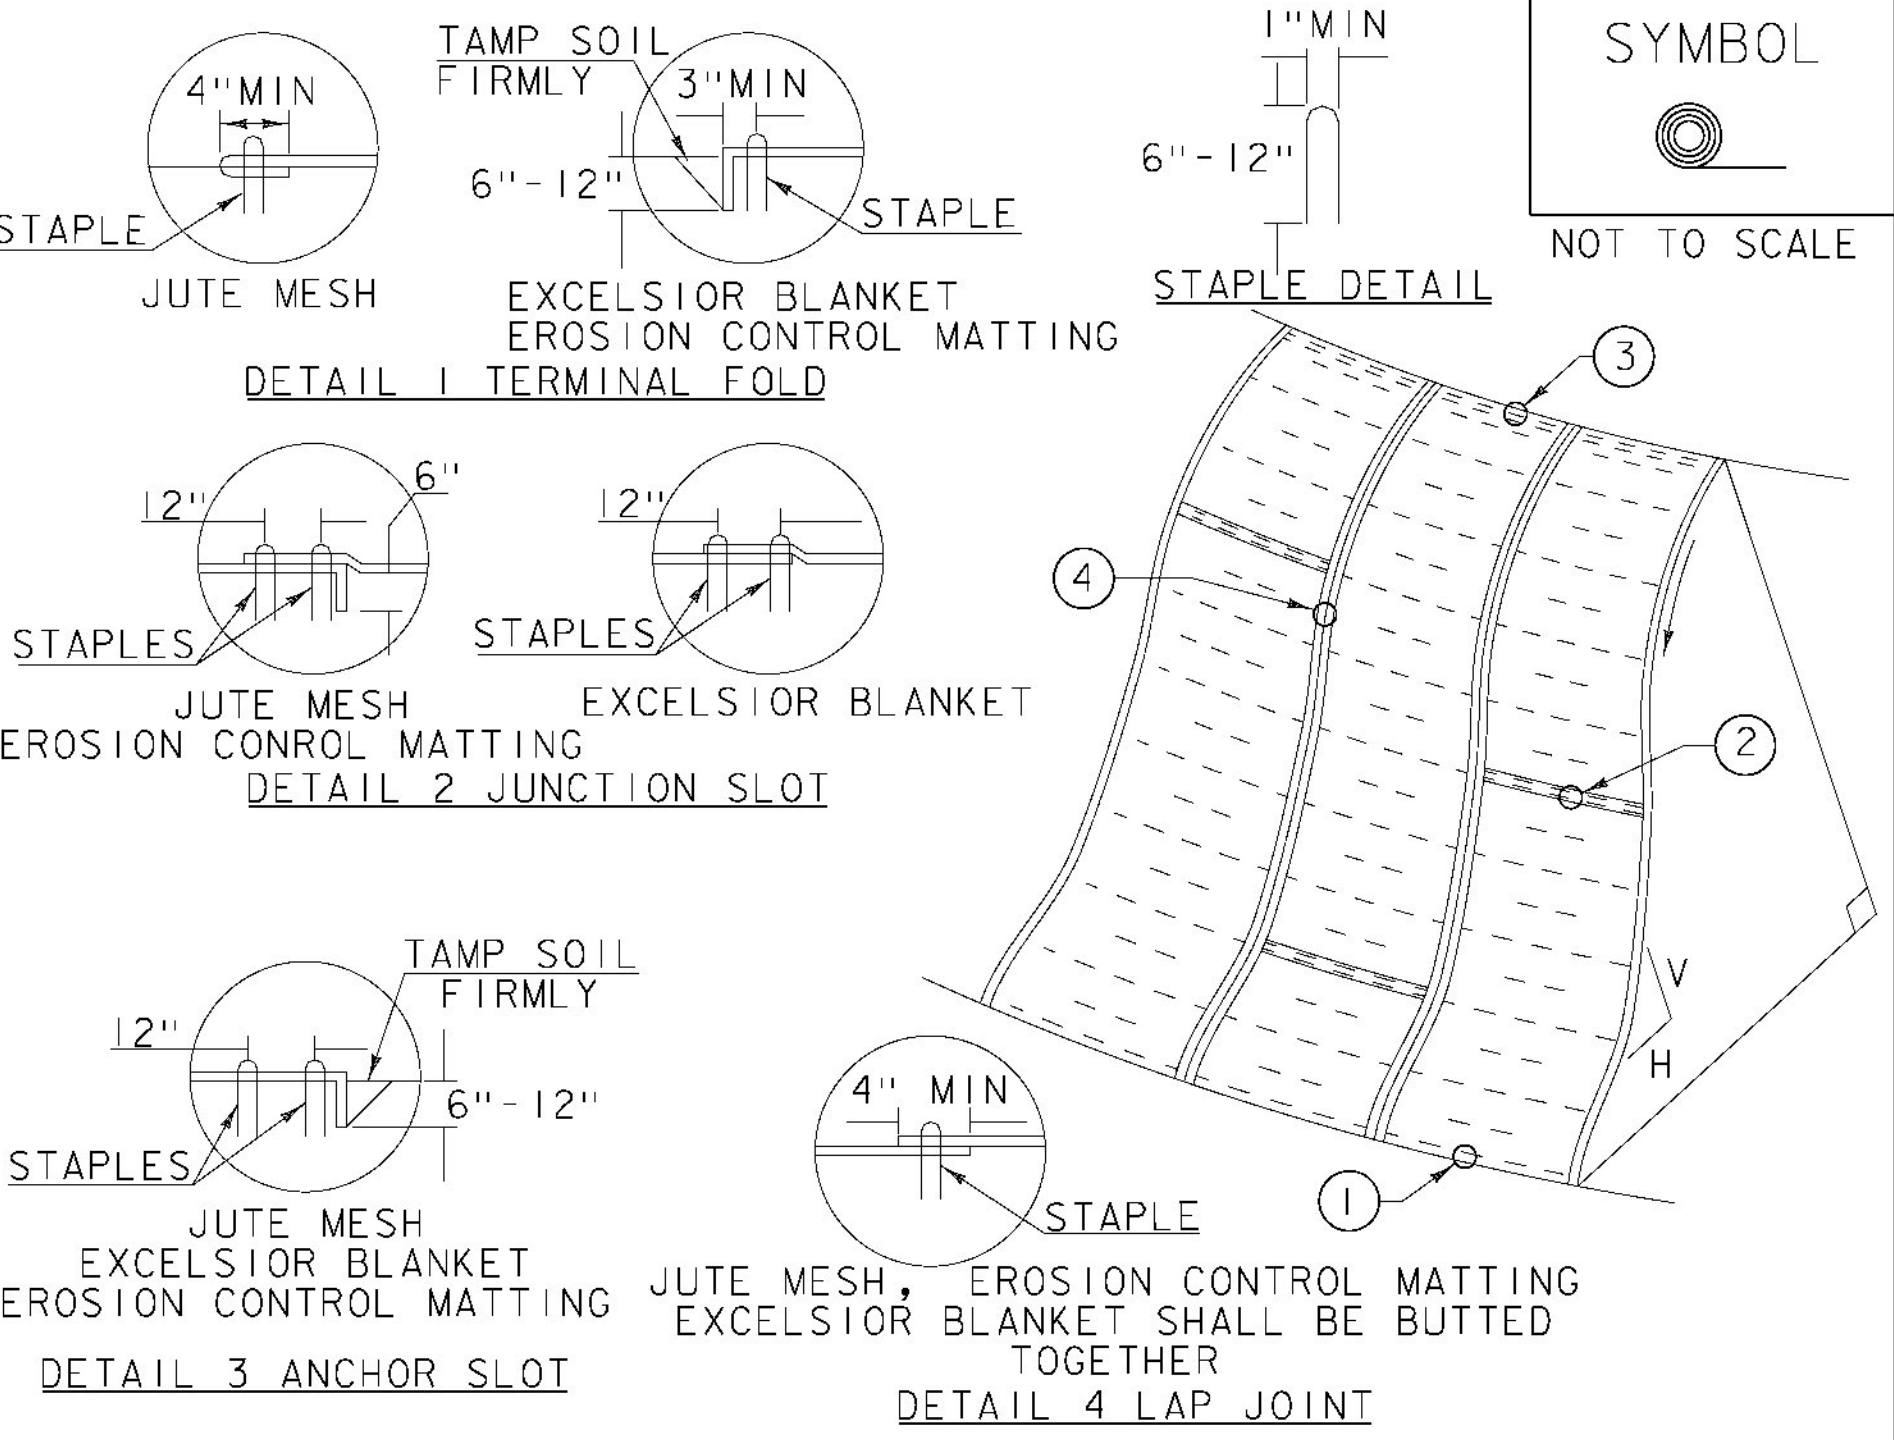 TAMP SOIL
FIRMLY
4"MIN
3"MIN
6"-12"
STAPLE
STAPLE
JUTE MESH
EXCELSIOR BLANKET
EROSION CONTROL MATTING
DETAIL 1 TERMINAL FOLD
1"MIN
6"-12"
STAPLE DETAIL
SYMBOL
NOT TO SCALE
12"
6"
STAPLES
JUTE MESH
EROSION CONROL MATTING
12"
STAPLES
EXCELSIOR BLANKET
DETAIL 2 JUNCTION SLOT
3
4
2
1
V
H
TAMP SOIL
FIRMLY
12"
6"-12"
STAPLES
JUTE MESH
EXCELSIOR BLANKET
EROSION CONTROL MATTING
DETAIL 3 ANCHOR SLOT
4" MIN
STAPLE
JUTE MESH, EROSION CONTROL MATTING
EXCELSIOR BLANKET SHALL BE BUTTED
TOGETHER
DETAIL 4 LAP JOINT